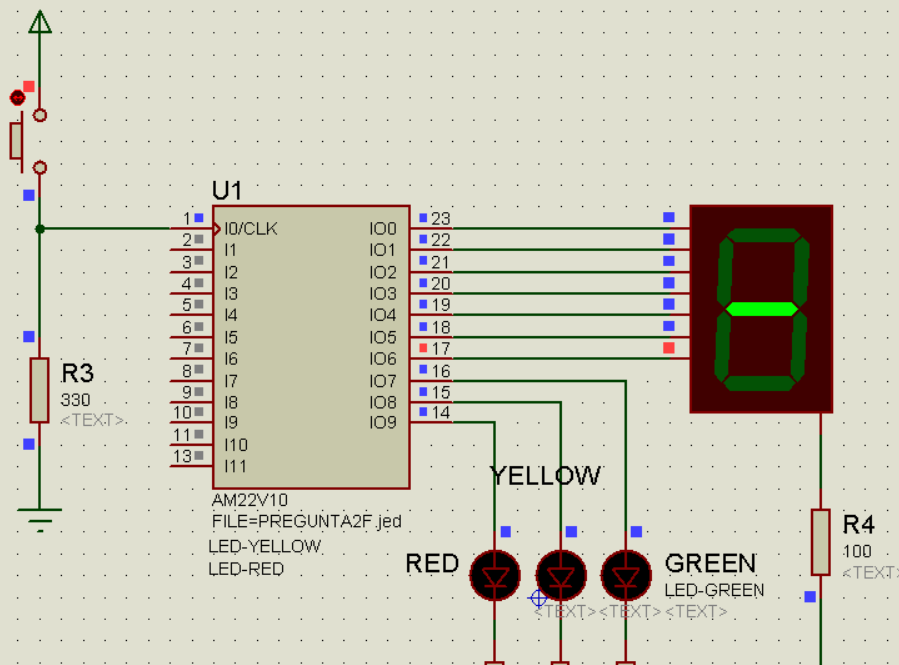 U1
1 I0/CLK IO0 23
2 I1 IO1 22
3 I2 IO2 21
4 I3 IO3 20
5 I4 IO4 19
6 I5 IO5 18
7 I6 IO6 17
8 I7 IO7 16
9 I8 IO8 15
10 I9 IO9 14
11 I10
13 I11
AM22V10
FILE=PREGUNTA2F.jed
LED-YELLOW
LED-RED
R3
330
<TEXT>
YELLOW
RED
GREEN
LED-GREEN
<TEXT> <TEXT> <TEXT>
R4
100
<TEXT>